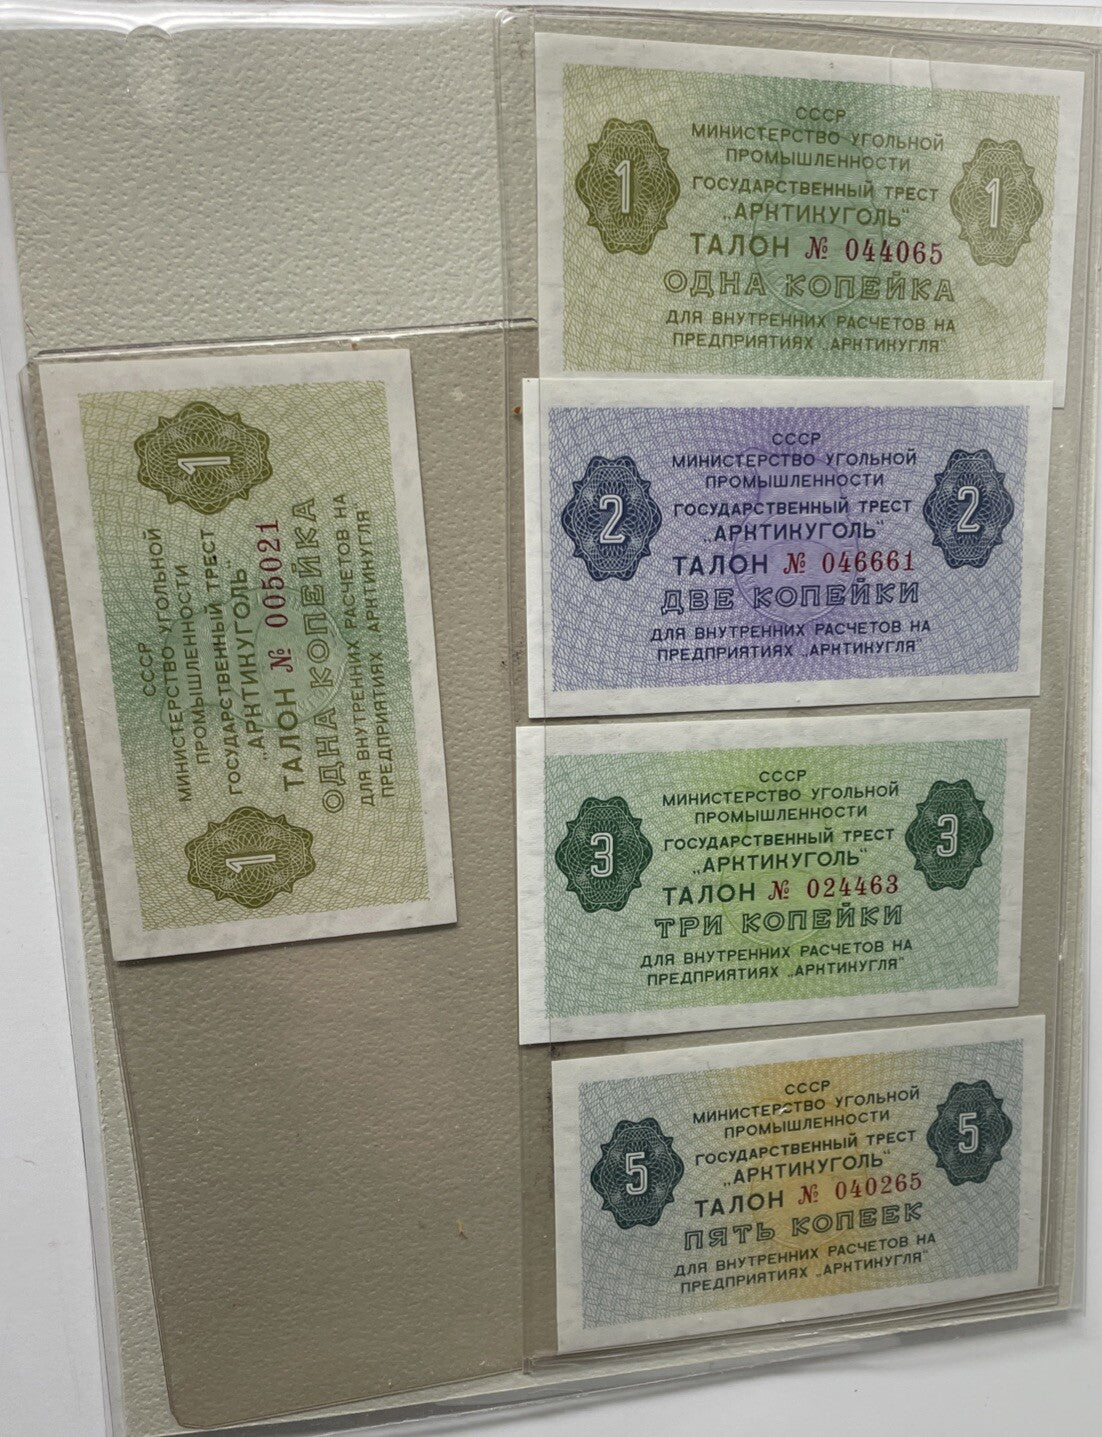 1
СССР
МИНИСТЕРСТВО УГОЛЬНОЙ
ПРОМЫШЛЕННОСТИ
ГОСУДАРСТВЕННЫЙ ТРЕСТ
„АРКТИКУГОЛЬ“
ТАЛОН № 005021
ОДНА КОПЕЙКА
ДЛЯ ВНУТРЕННИХ РАСЧЕТОВ НА
ПРЕДПРИЯТИЯХ „АРКТИКУГЛЯ“
1
1
СССР
МИНИСТЕРСТВО УГОЛЬНОЙ
ПРОМЫШЛЕННОСТИ
ГОСУДАРСТВЕННЫЙ ТРЕСТ
„АРКТИКУГОЛЬ“
ТАЛОН № 044065
ОДНА КОПЕЙКА
ДЛЯ ВНУТРЕННИХ РАСЧЕТОВ НА
ПРЕДПРИЯТИЯХ „АРКТИКУГЛЯ“
1
2
СССР
МИНИСТЕРСТВО УГОЛЬНОЙ
ПРОМЫШЛЕННОСТИ
ГОСУДАРСТВЕННЫЙ ТРЕСТ
„АРКТИКУГОЛЬ“
ТАЛОН № 046661
ДВЕ КОПЕЙКИ
ДЛЯ ВНУТРЕННИХ РАСЧЕТОВ НА
ПРЕДПРИЯТИЯХ „АРКТИКУГЛЯ“
2
3
СССР
МИНИСТЕРСТВО УГОЛЬНОЙ
ПРОМЫШЛЕННОСТИ
ГОСУДАРСТВЕННЫЙ ТРЕСТ
„АРКТИКУГОЛЬ“
ТАЛОН № 024463
ТРИ КОПЕЙКИ
ДЛЯ ВНУТРЕННИХ РАСЧЕТОВ НА
ПРЕДПРИЯТИЯХ „АРКТИКУГЛЯ“
3
5
СССР
МИНИСТЕРСТВО УГОЛЬНОЙ
ПРОМЫШЛЕННОСТИ
ГОСУДАРСТВЕННЫЙ ТРЕСТ
„АРКТИКУГОЛЬ“
ТАЛОН № 040265
ПЯТЬ КОПЕЕК
ДЛЯ ВНУТРЕННИХ РАСЧЕТОВ НА
ПРЕДПРИЯТИЯХ „АРКТИКУГЛЯ“
5